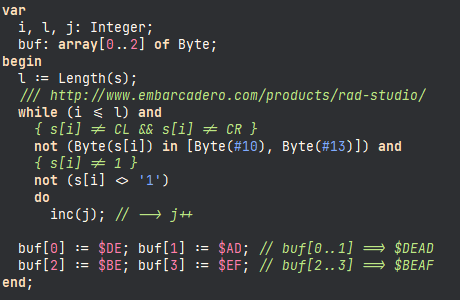 var
  i, l, j: Integer;
  buf: array[0..2] of Byte;
begin
  l := Length(s);
  /// http://www.embarcadero.com/products/rad-studio/
  while (i <= l) and
    { s[i] != CL && s[i] != CR }
    not (Byte(s[i]) in [Byte(#10), Byte(#13)]) and
    { s[i] != 1 }
    not (s[i] <> '1')
    do
      inc(j); // --> j++

  buf[0] := $DE; buf[1] := $AD; // buf[0..1] ==> $DEAD
  buf[2] := $BE; buf[3] := $EF; // buf[2..3] ==> $BEAF
end;